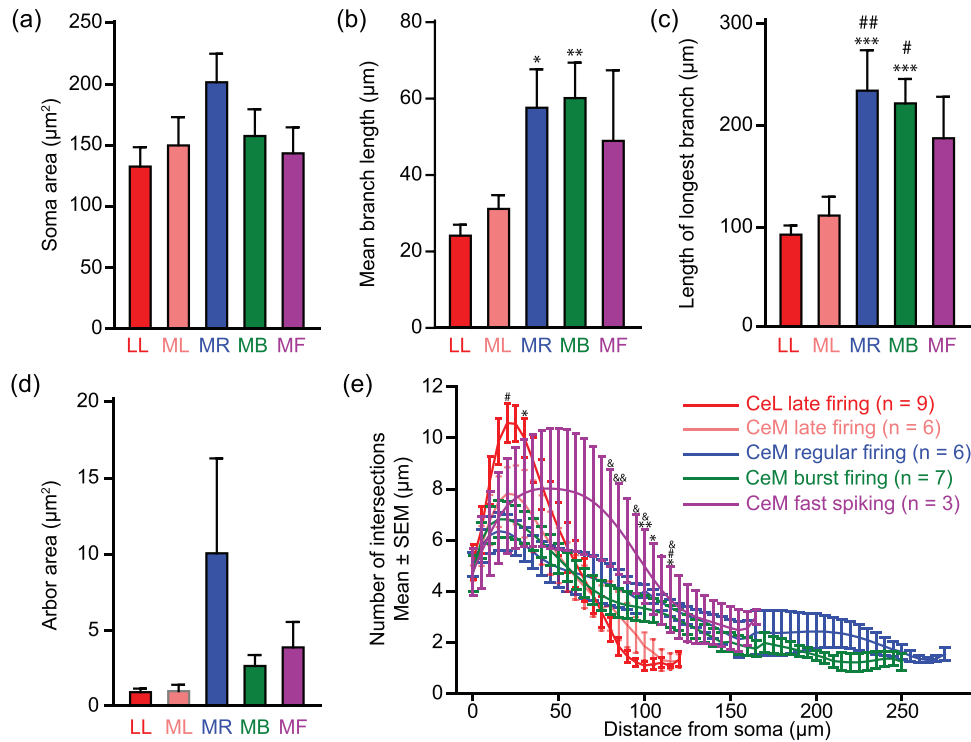 (a)
Soma area (µm²)
250
200
150
100
50
0
LL ML MR MB MF
(b)
Mean branch length (µm)
80
60
40
20
0
* **
LL ML MR MB MF
(c)
Length of longest branch (µm)
300
200
100
0
## #
*** ***
LL ML MR MB MF
(d)
Arbor area (µm²)
20
15
10
5
0
LL ML MR MB MF
(e)
Number of intersections
Mean ± SEM (µm)
12
10
8
6
4
2
0
# * & && & & ** * & # *
CeL late firing (n = 9)
CeM late firing (n = 6)
CeM regular firing (n = 6)
CeM burst firing (n = 7)
CeM fast spiking (n = 3)
0 50 100 150 200 250
Distance from soma (µm)